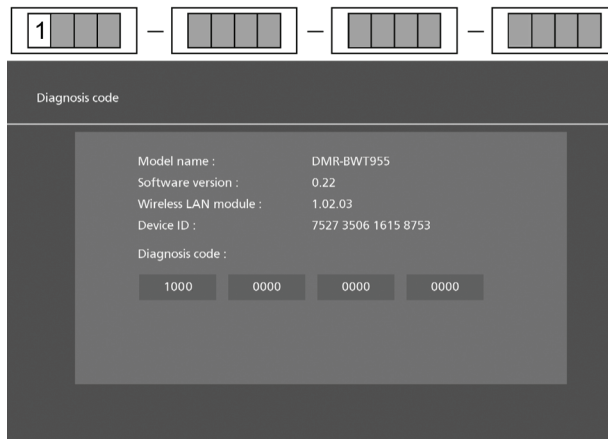 1 – – –
Diagnosis code
Model name : DMR-BWT955
Software version : 0.22
Wireless LAN module : 1.02.03
Device ID : 7527 3506 1615 8753
Diagnosis code :
1000 0000 0000 0000